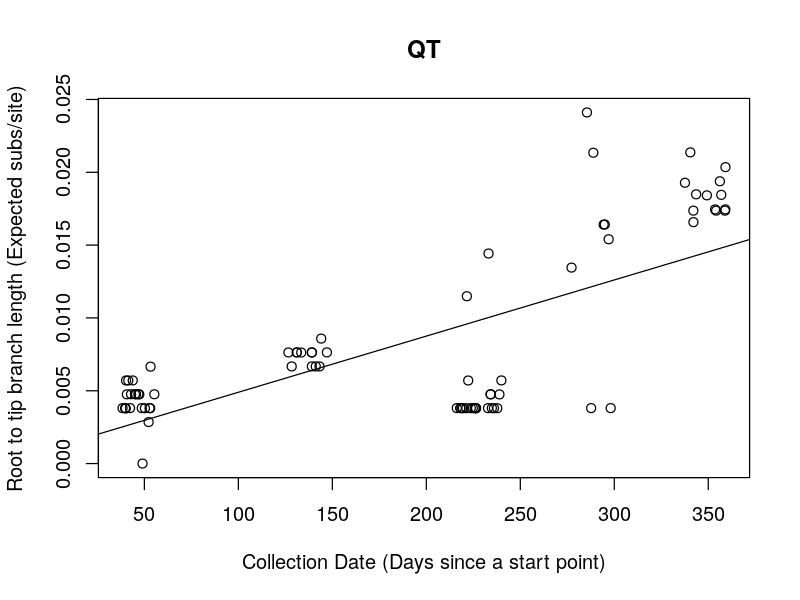 QT
Root to tip branch length (Expected subs/site)
0.025
0.020
0.015
0.010
0.005
0.000
50 100 150 200 250 300 350
Collection Date (Days since a start point)